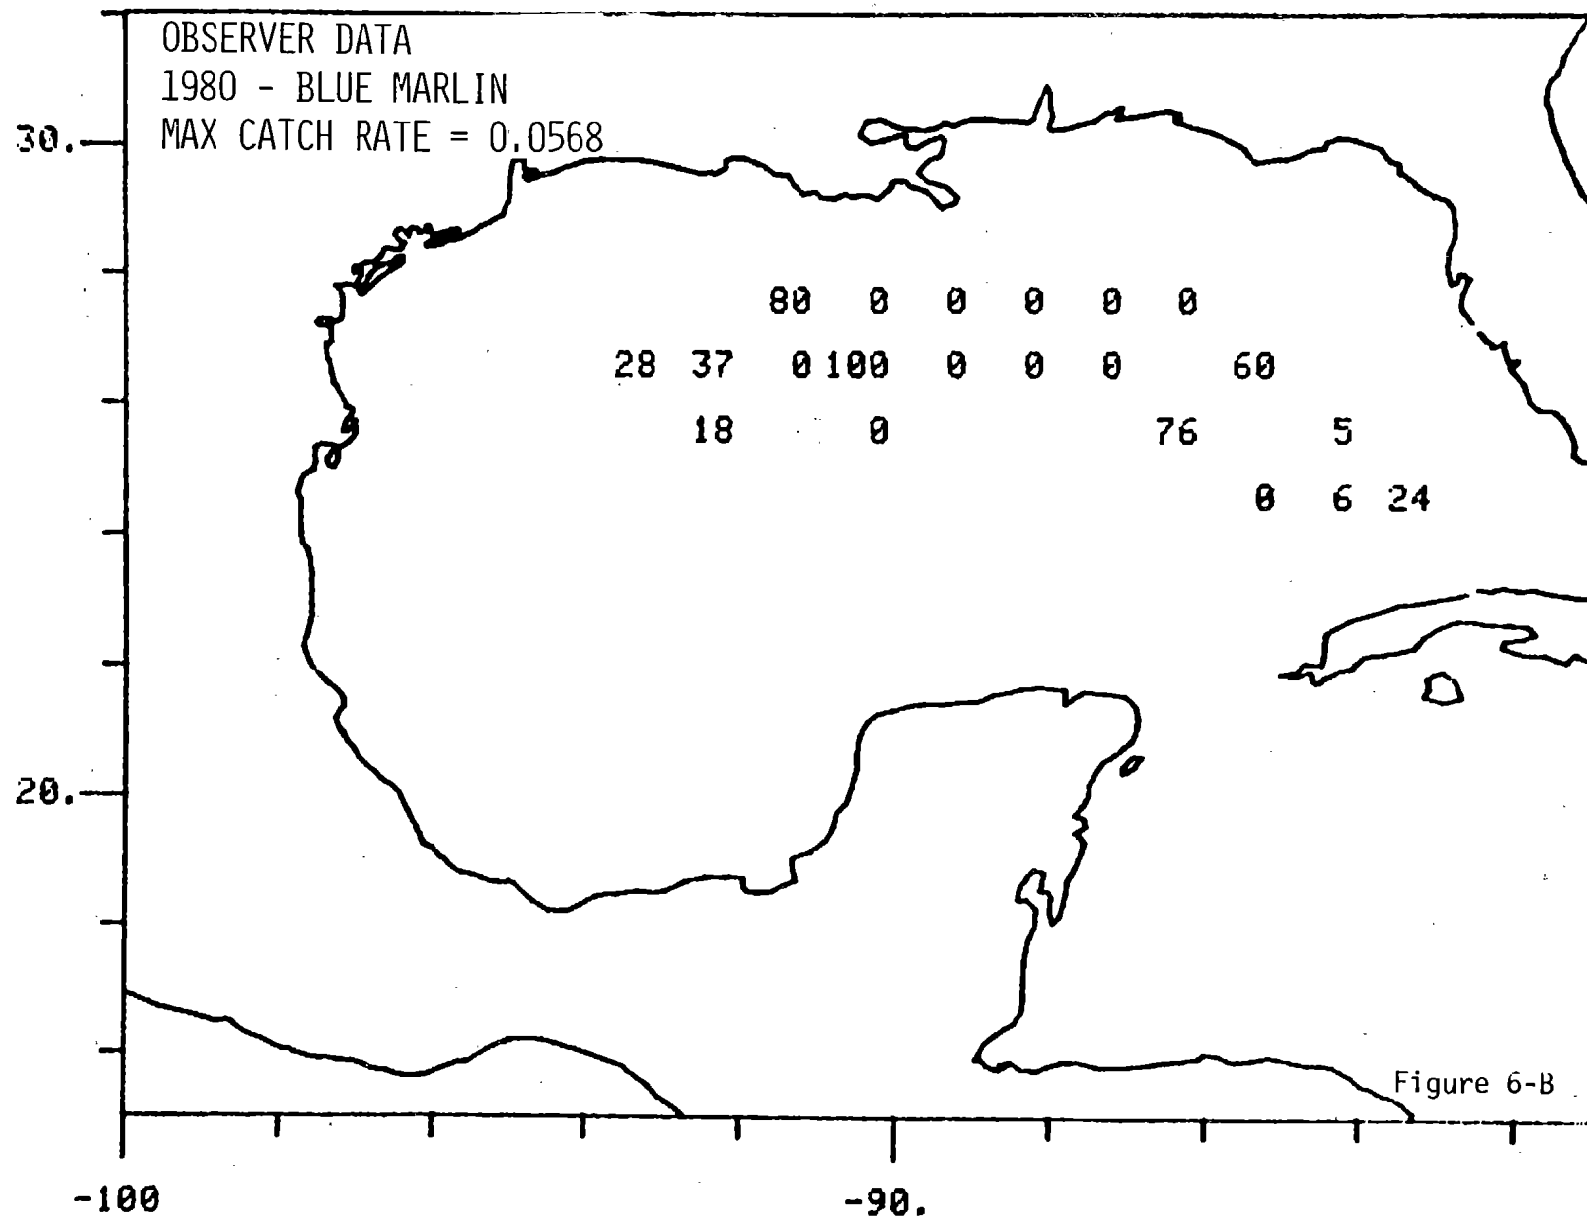 OBSERVER DATA
1980 - BLUE MARLIN
MAX CATCH RATE = 0.0568
30.
80 0 0 0 0 0
28 37 0 100 0 0 0 60
18 0 76 5
0 6 24
20.
Figure 6-B
-100 -90.